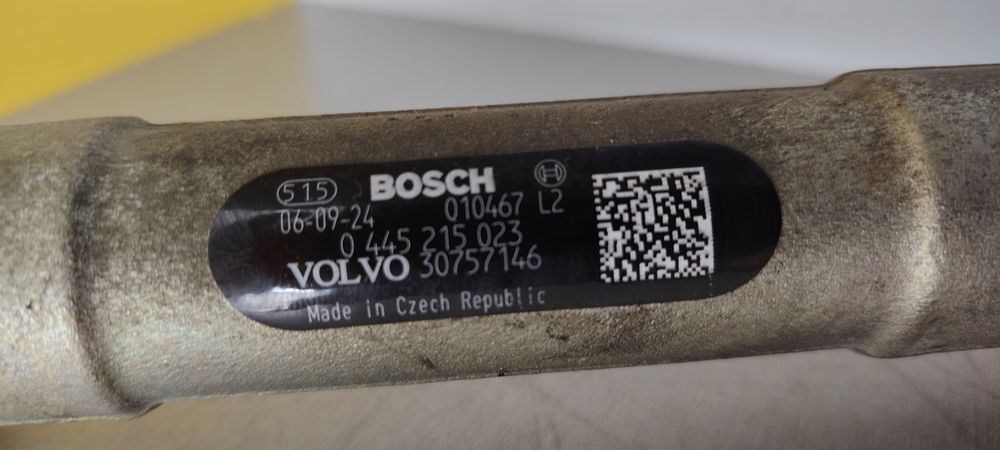 515 BOSCH
06-09-24 010467 L2
0 445 215 023
VOLVO 30757146
Made in Czech Republic